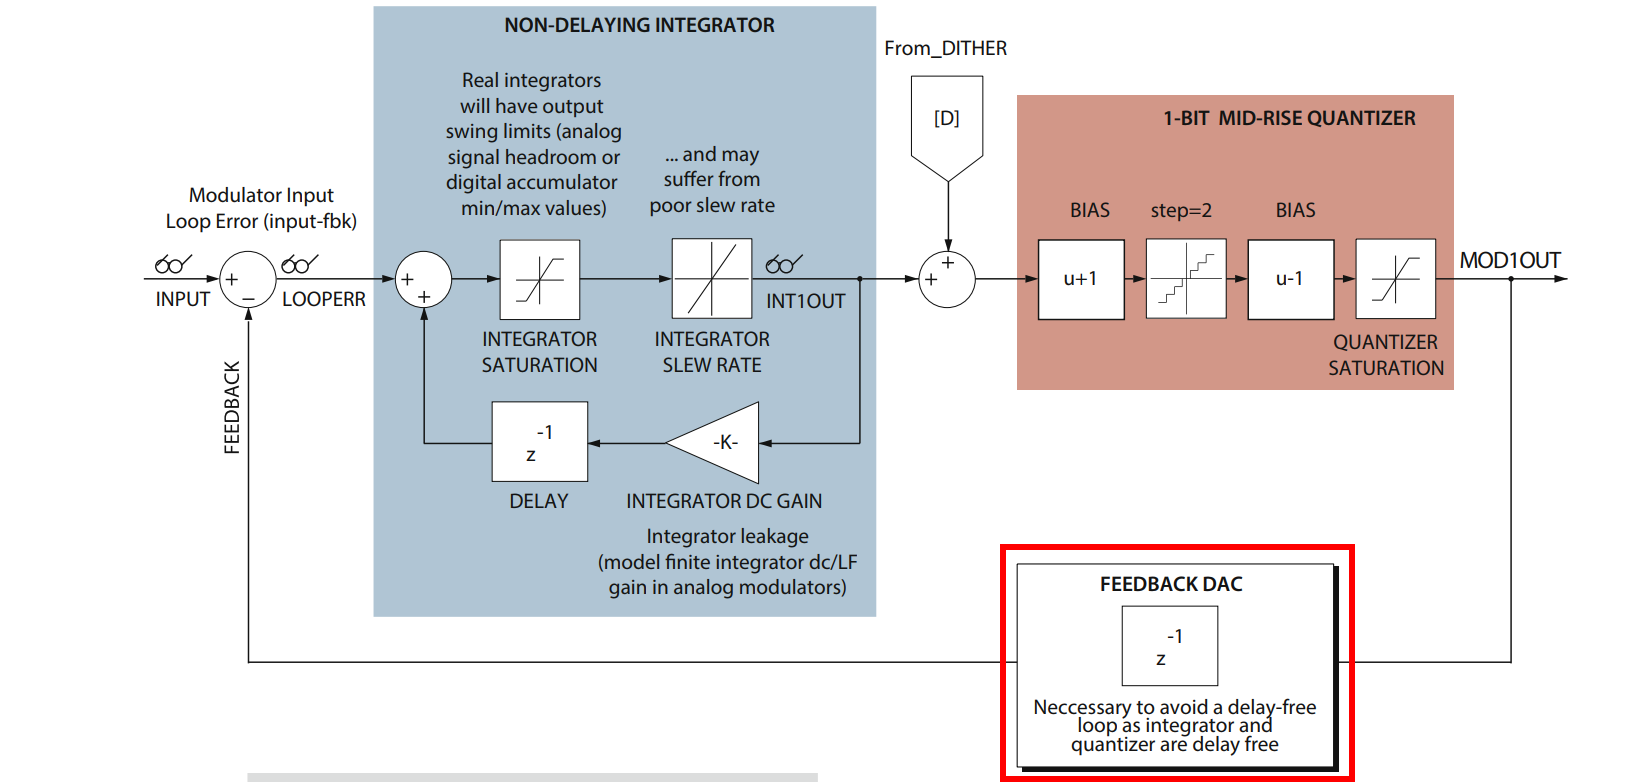 NON-DELAYING INTEGRATOR
From_DITHER
Real integrators
will have output
swing limits (analog
signal headroom or
digital accumulator
min/max values)
... and may
suffer from
poor slew rate
[D]
1-BIT MID-RISE QUANTIZER
Modulator Input
Loop Error (input-fbk)
BIAS
step=2
BIAS
INPUT
+
−
LOOPERR
+
+
INT1OUT
+
+
u+1
u-1
MOD1OUT
INTEGRATOR
SATURATION
INTEGRATOR
SLEW RATE
QUANTIZER
SATURATION
FEEDBACK
-1
z
DELAY
-K-
INTEGRATOR DC GAIN
Integrator leakage
(model finite integrator dc/LF
gain in analog modulators)
FEEDBACK DAC
-1
z
Neccessary to avoid a delay-free
loop as integrator and
quantizer are delay free